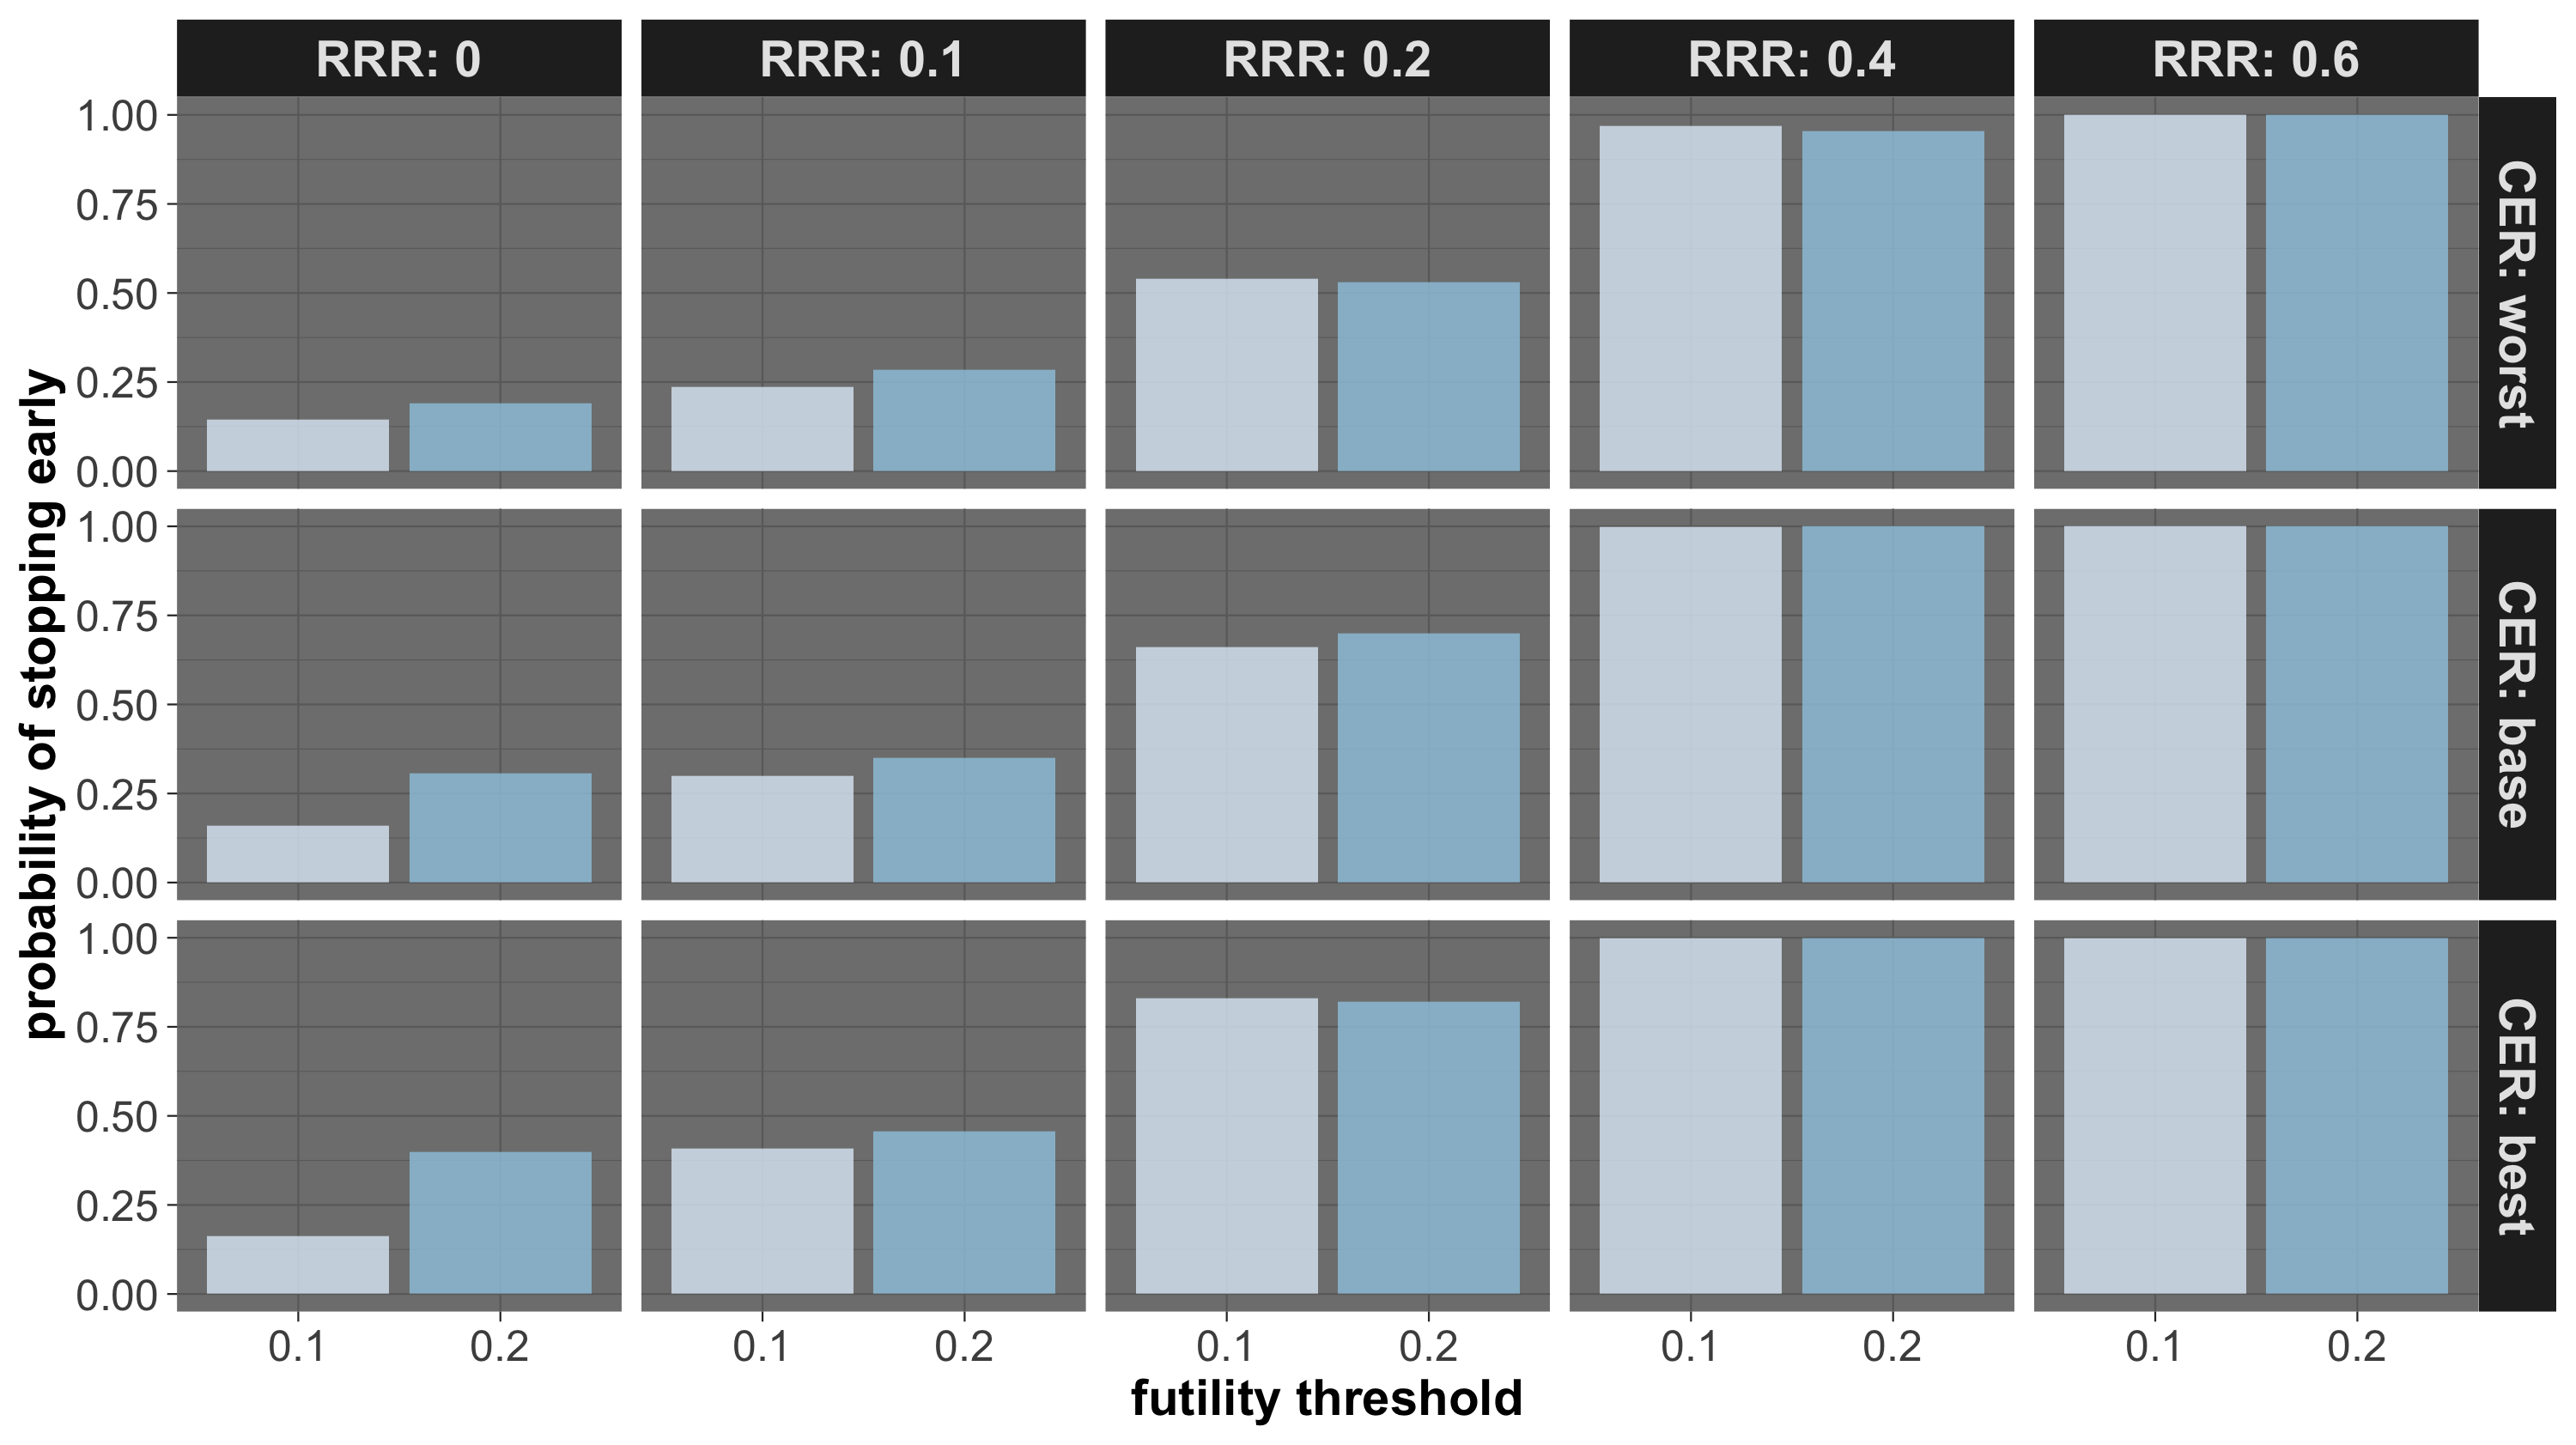 RRR: 0
RRR: 0.1
RRR: 0.2
RRR: 0.4
RRR: 0.6
1.00
0.75
0.50
0.25
0.00
CER: worst
1.00
0.75
0.50
0.25
0.00
CER: base
1.00
0.75
0.50
0.25
0.00
CER: best
probability of stopping early
0.1 0.2 0.1 0.2 0.1 0.2 0.1 0.2 0.1 0.2
futility threshold